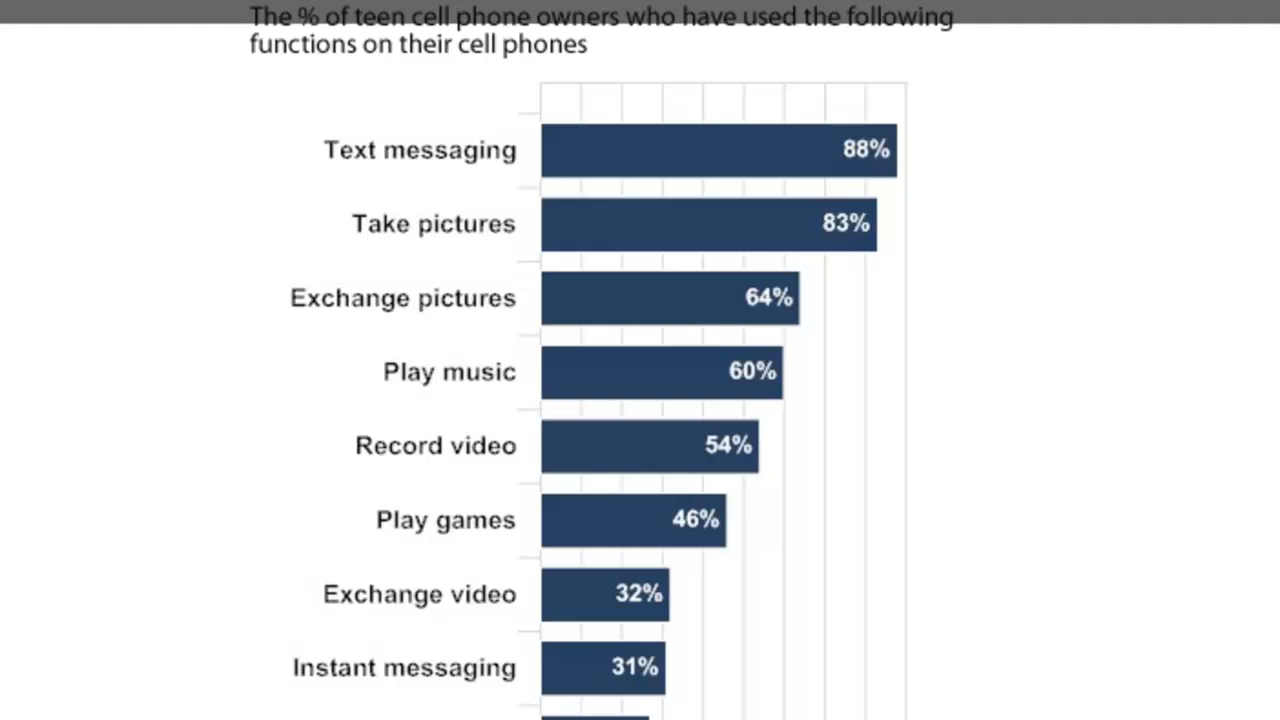 The % of teen cell phone owners who have used the following
functions on their cell phones
Text messaging 88%
Take pictures 83%
Exchange pictures 64%
Play music 60%
Record video 54%
Play games 46%
Exchange video 32%
Instant messaging 31%